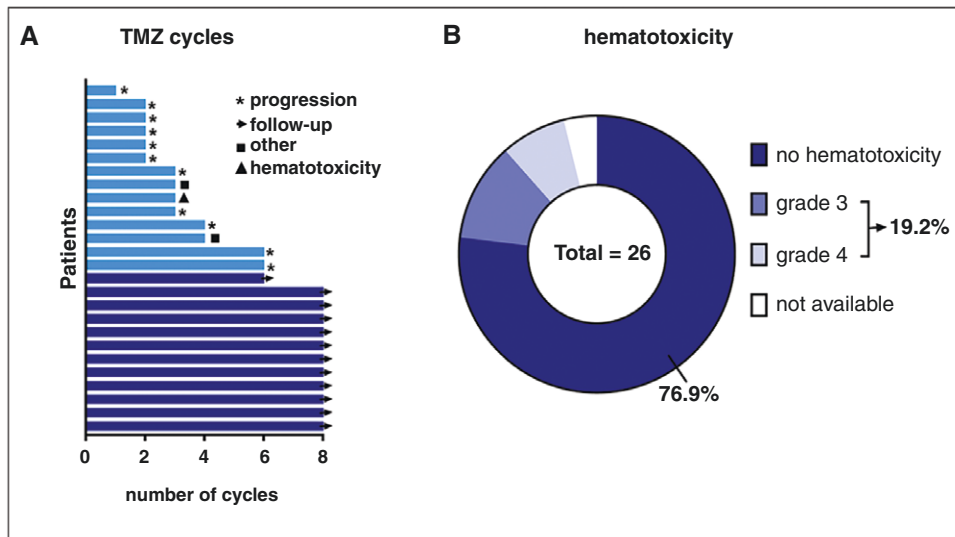 A
TMZ cycles
* progression
follow-up
other
hematotoxicity
Patients
0 2 4 6 8
number of cycles
B
hematotoxicity
Total = 26
76.9%
no hematotoxicity
grade 3
19.2%
grade 4
not available